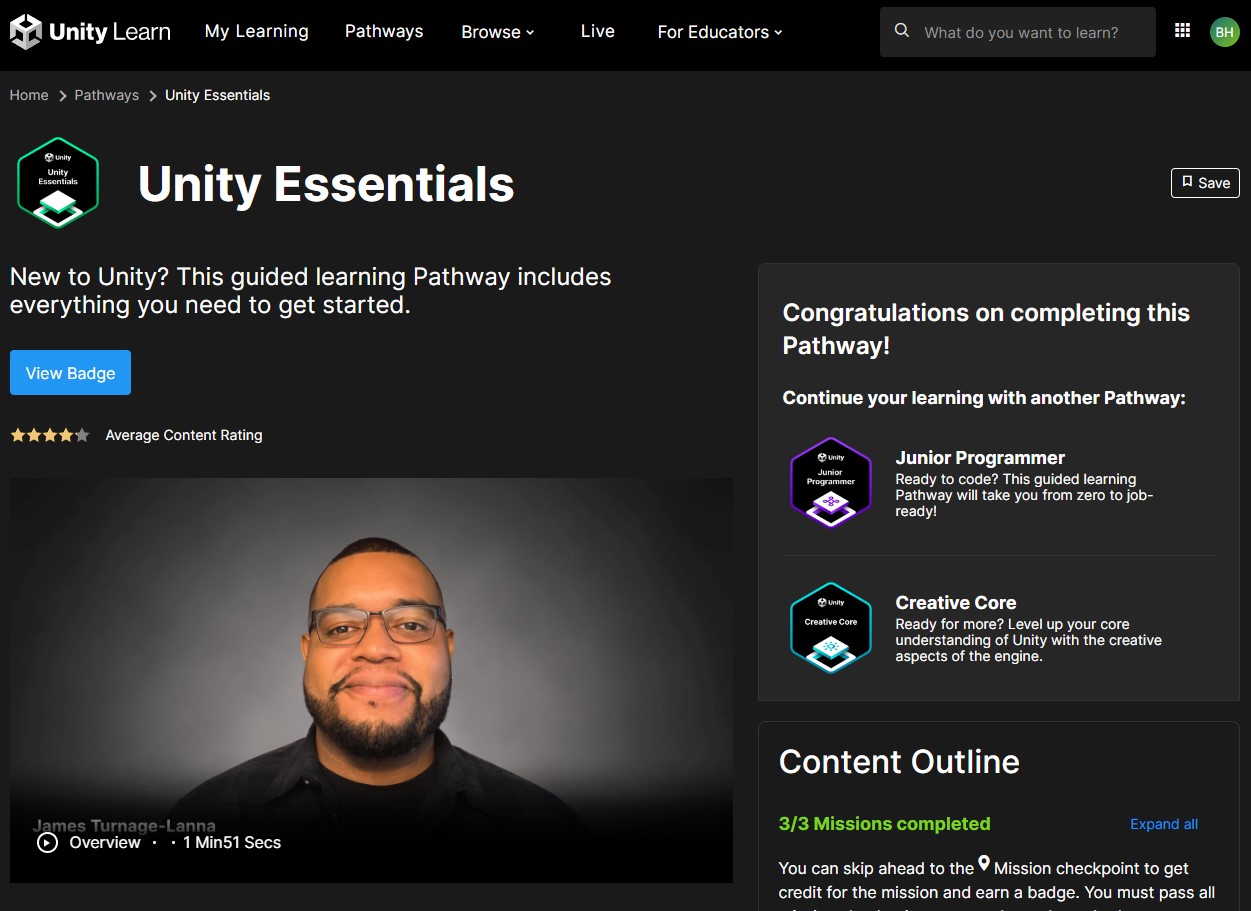 Unity Learn
My Learning
Pathways
Browse
Live
For Educators
What do you want to learn?
BH
Home
Pathways
Unity Essentials
Unity
Unity
Essentials
Unity Essentials
Save
New to Unity? This guided learning Pathway includes
everything you need to get started.
View Badge
Average Content Rating
James Turnage-Lanna
Overview · · 1 Min51 Secs
Congratulations on completing this
Pathway!
Continue your learning with another Pathway:
Unity
Junior
Programmer
Junior Programmer
Ready to code? This guided learning
Pathway will take you from zero to job-
ready!
Unity
Creative Core
Creative Core
Ready for more? Level up your core
understanding of Unity with the creative
aspects of the engine.
Content Outline
3/3 Missions completed
Expand all
You can skip ahead to the Mission checkpoint to get
credit for the mission and earn a badge. You must pass all